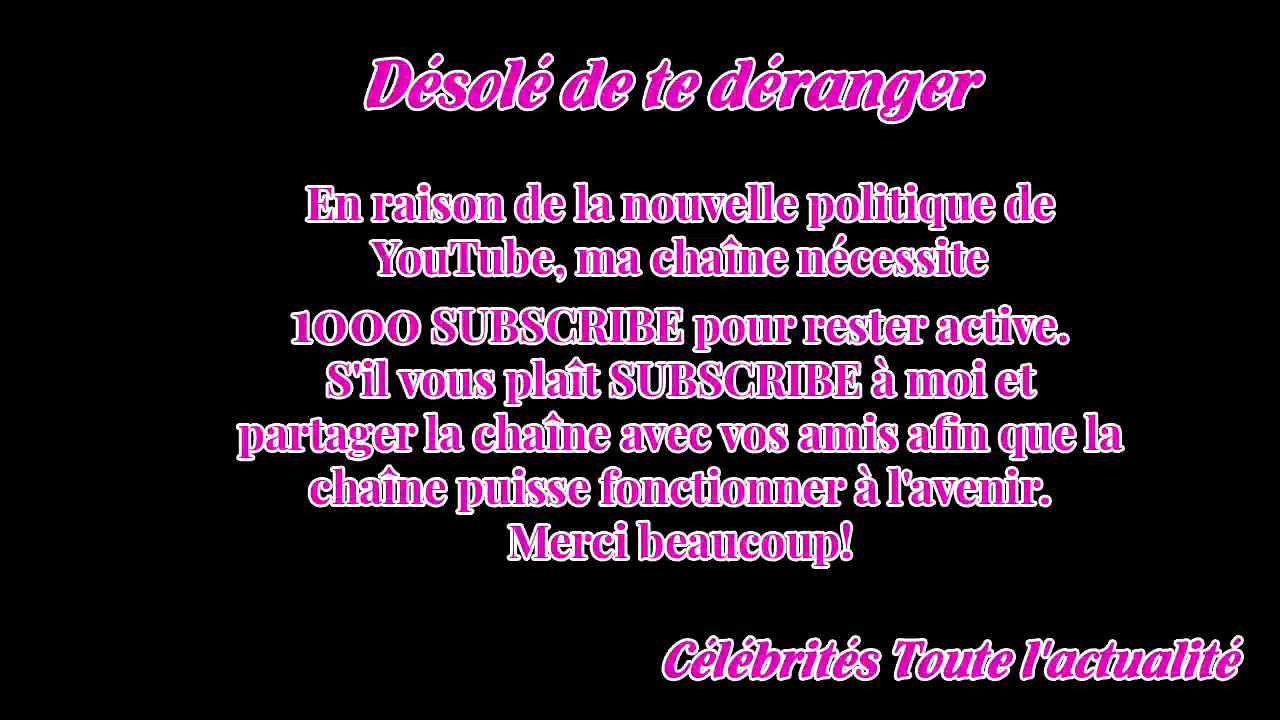 Désolé de te déranger
En raison de la nouvelle politique de
YouTube, ma chaîne nécessite
1000 SUBSCRIBE pour rester active.
S'il vous plaît SUBSCRIBE à moi et
partager la chaîne avec vos amis afin que la
chaîne puisse fonctionner à l'avenir.
Merci beaucoup!
Célébrités Toute l'actualité